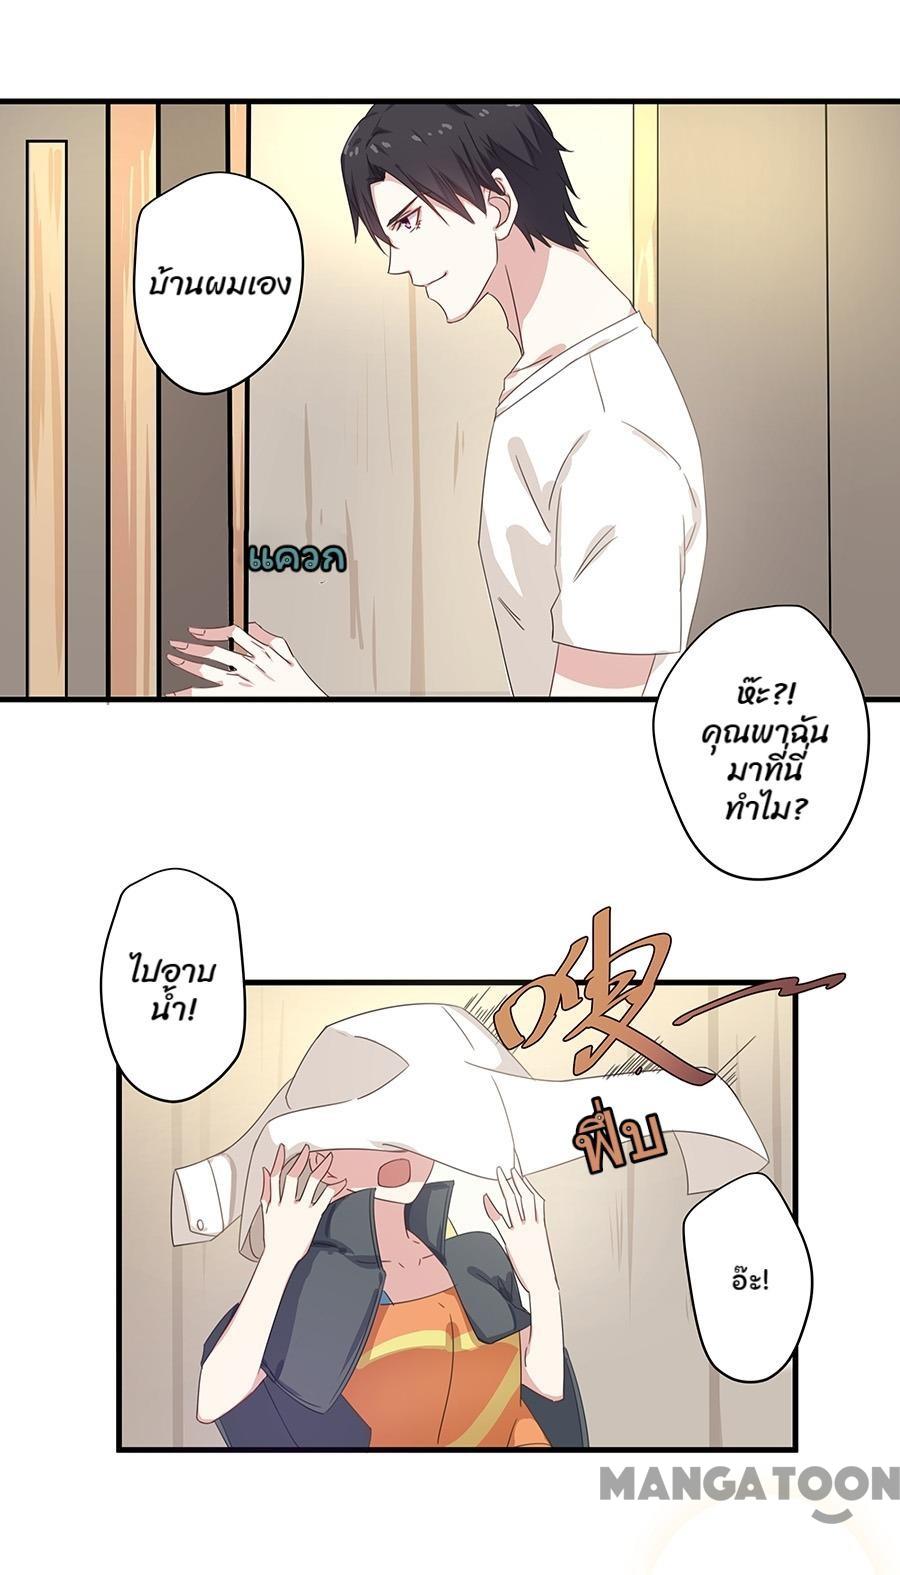 บ้านผมเอง
แควก
ห๊ะ?!
คุณพาฉัน
มาที่นี่
ทำไม?
ไปอาบ
น้ำ!
嗖
ฟึ่บ
อ๊ะ!
MANGATOON